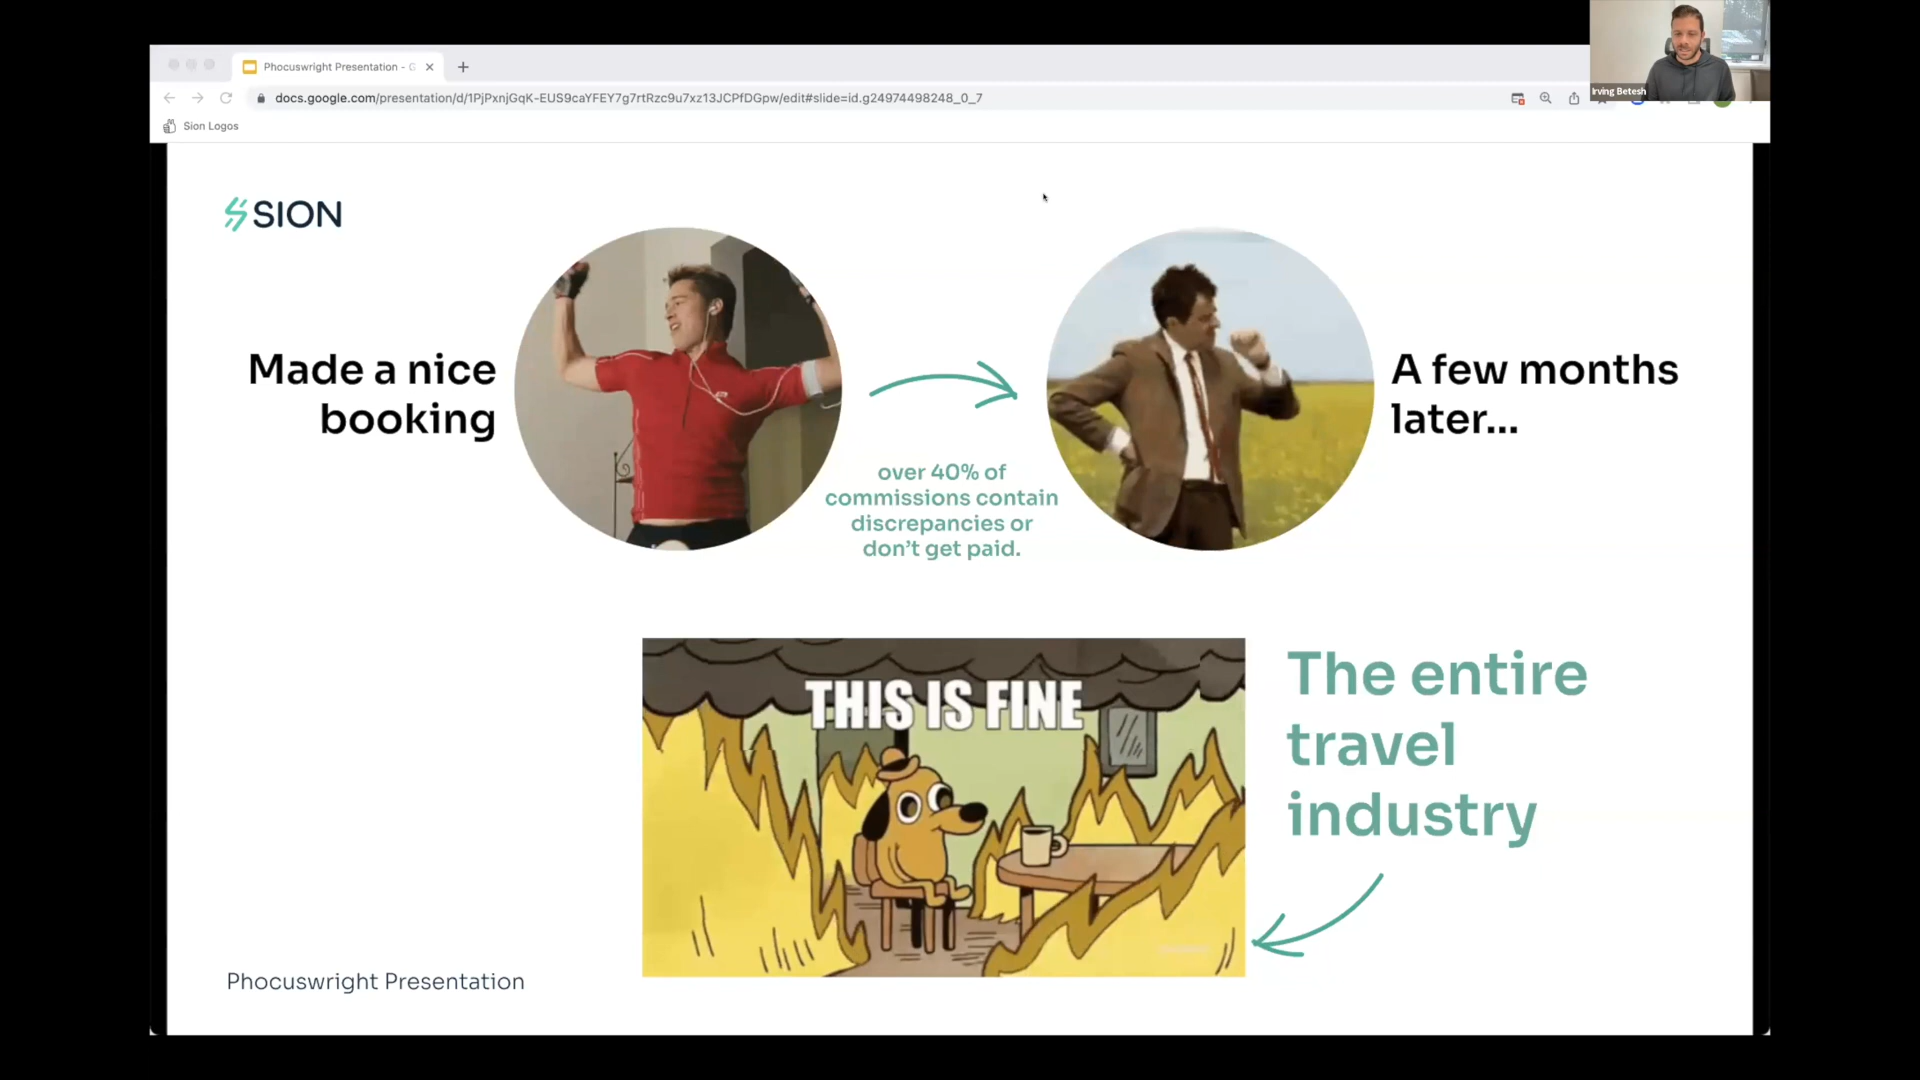 Phocuswright Presentation - G
docs.google.com/presentation/d/1PjPxnjGqK-EUS9caYFEY7g7rtRzc9u7xz13JCPfDGpw/edit#slide=id.g24974498248_0_7
Irving Betesh
Sion Logos
SION
Made a nice
booking
over 40% of
commissions contain
discrepancies or
don't get paid.
A few months
later...
THIS IS FINE
The entire
travel
industry
Phocuswright Presentation